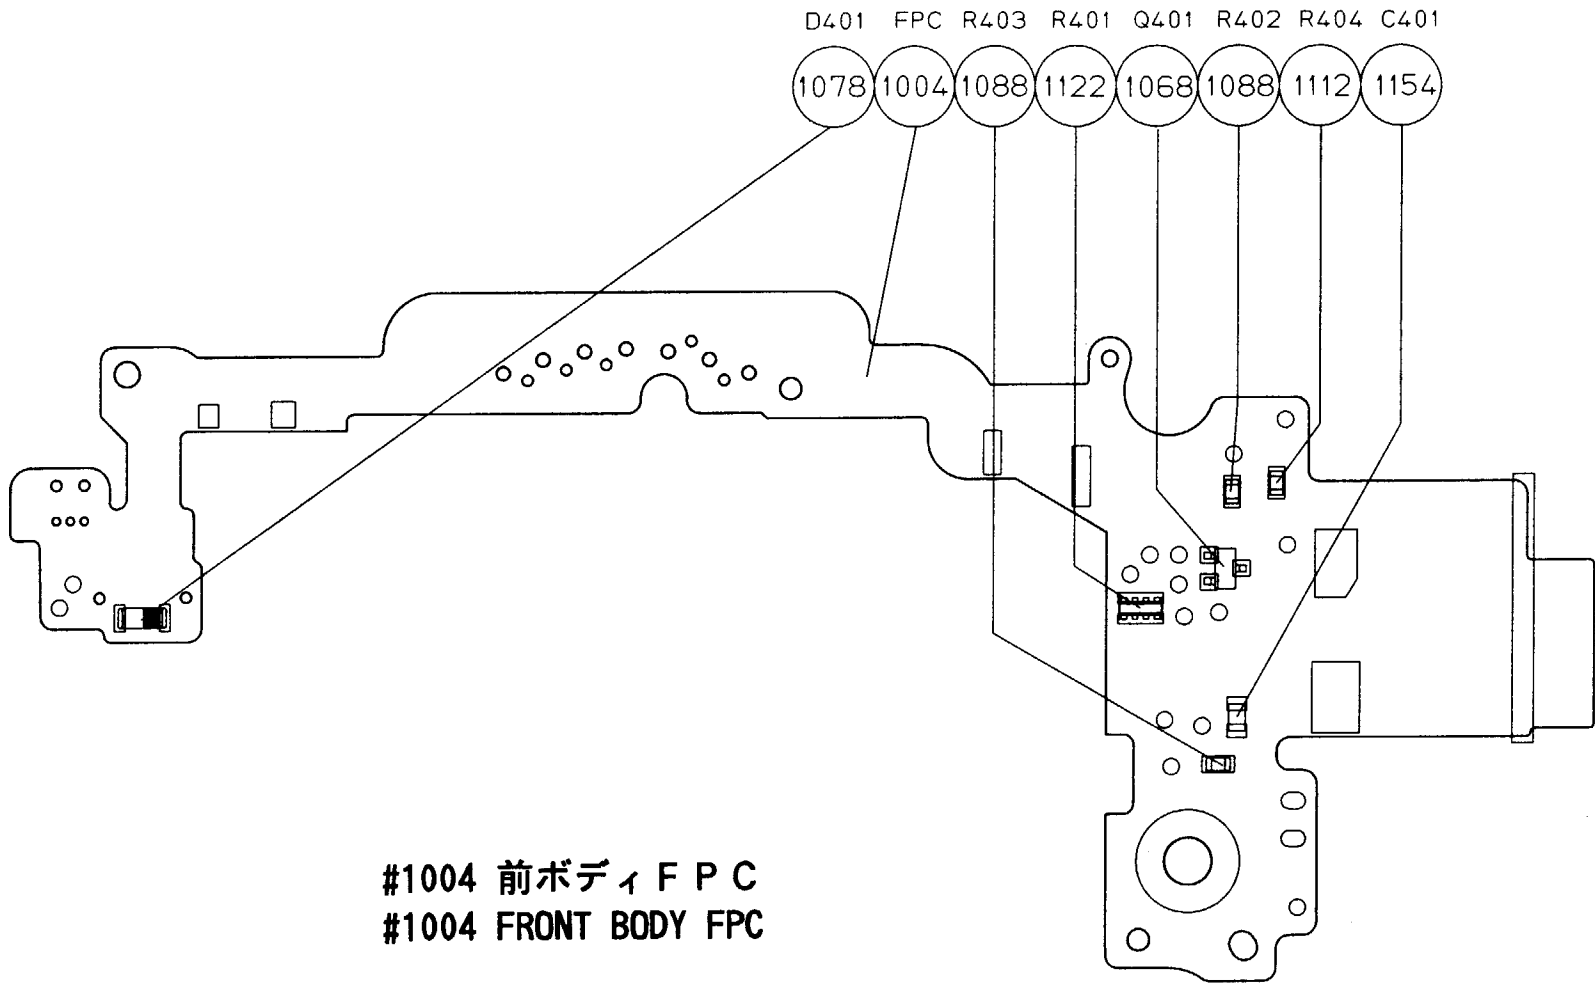 D401 FPC R403 R401 Q401 R402 R404 C401
1078 1004 1088 1122 1068 1088 1112 1154
#1004 前ボディFPC
#1004 FRONT BODY FPC